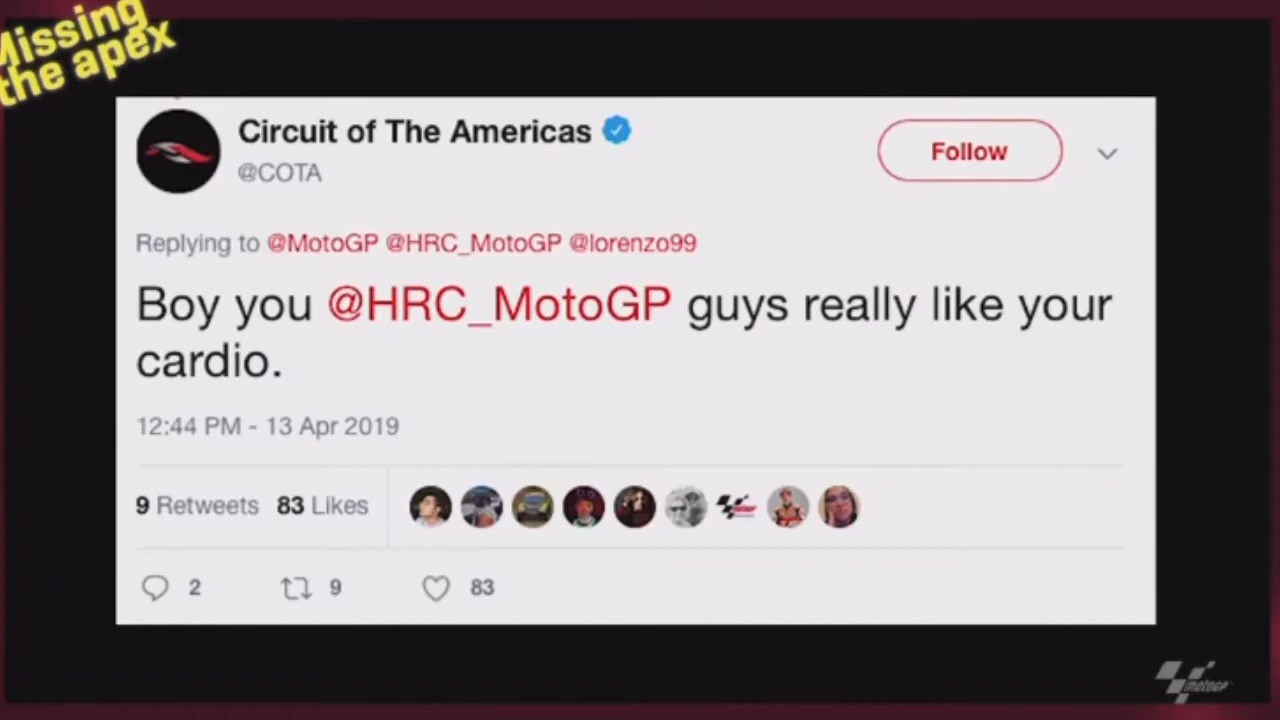 Missing
the apex
Circuit of The Americas
@COTA
Follow
Replying to @MotoGP @HRC_MotoGP @lorenzo99
Boy you @HRC_MotoGP guys really like your
cardio.
12:44 PM - 13 Apr 2019
9 Retweets 83 Likes
2 9 83
motoGP